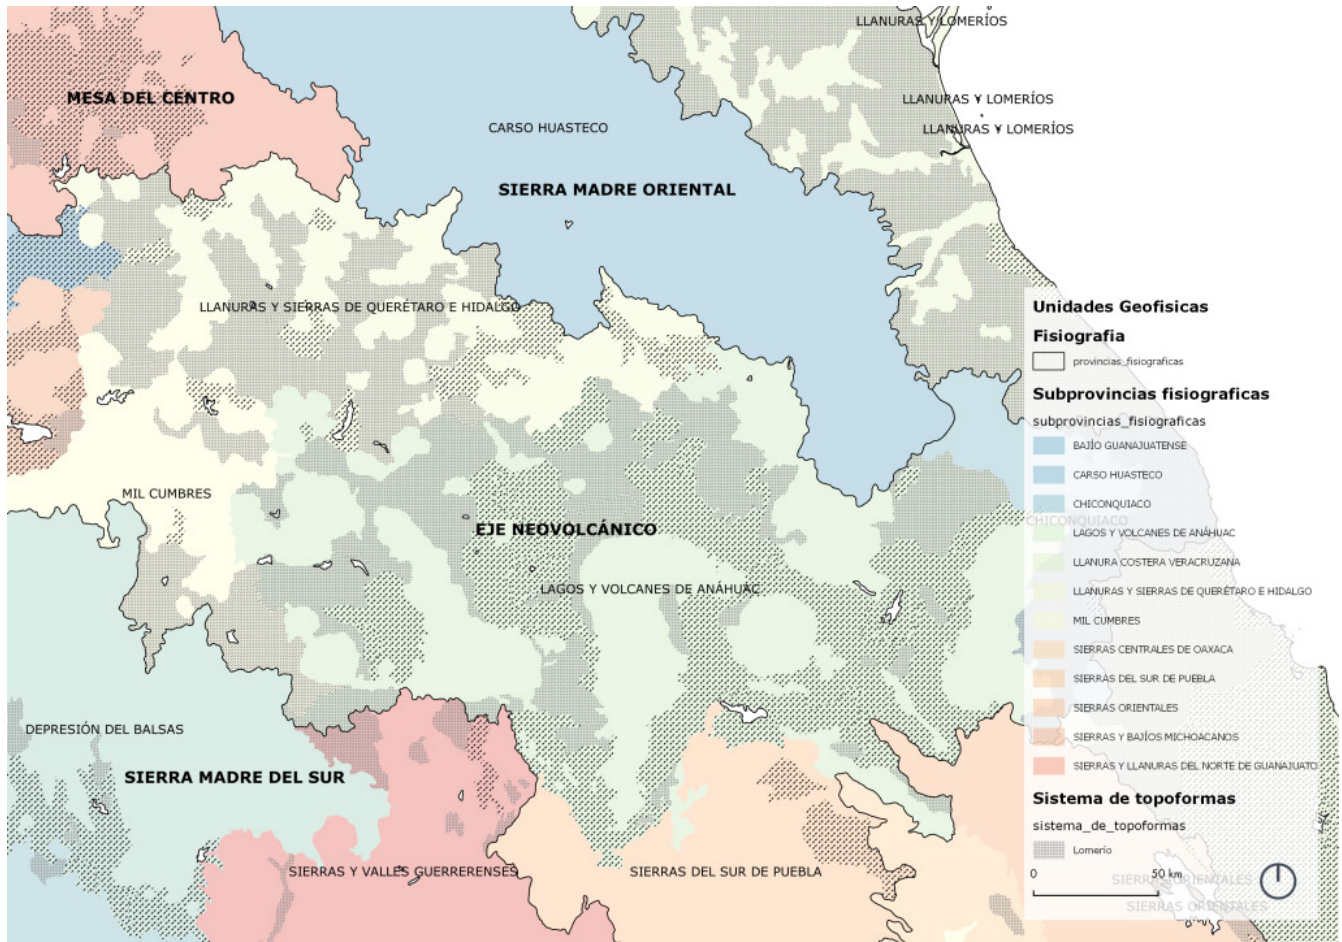 LLANURAS Y LOMERÍOS
MESA DEL CENTRO
LLANURAS Y LOMERÍOS
CARSO HUASTECO
LLANURAS Y LOMERÍOS
SIERRA MADRE ORIENTAL
LLANURAS Y SIERRAS DE QUERÉTARO E HIDALGO
MIL CUMBRES
EJE NEOVOLCÁNICO
CHICONQUIACO
LAGOS Y VOLCANES DE ANÁHUAC
DEPRESIÓN DEL BALSAS
SIERRA MADRE DEL SUR
SIERRAS Y VALLES GUERRERENSES
SIERRAS DEL SUR DE PUEBLA
Unidades Geofisicas
Fisiografia
provincias_fisiograficas
Subprovincias fisiograficas
subprovincias_fisiograficas
BAJÍO GUANAJUATENSE
CARSO HUASTECO
CHICONQUIACO
LAGOS Y VOLCANES DE ANÁHUAC
LLANURA COSTERA VERACRUZANA
LLANURAS Y SIERRAS DE QUERÉTARO E HIDALGO
MIL CUMBRES
SIERRAS CENTRALES DE OAXACA
SIERRAS DEL SUR DE PUEBLA
SIERRAS ORIENTALES
SIERRAS Y BAJÍOS MICHOACANOS
SIERRAS Y LLANURAS DEL NORTE DE GUANAJUATO
Sistema de topoformas
sistema_de_topoformas
Lomerío
0 50 km
SIERRAS ORIENTALES
SIERRAS ORIENTALES